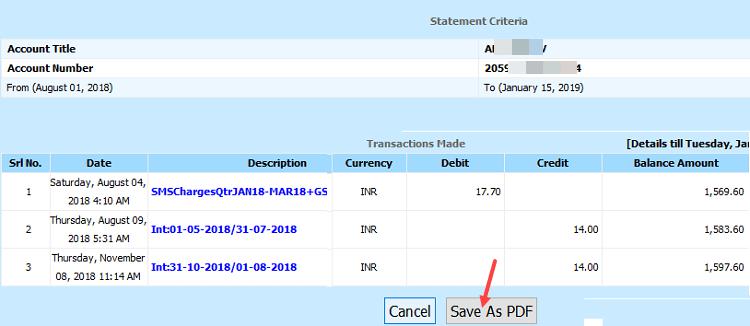 Statement Criteria
Account Title
Account Number 2059 4
From (August 01, 2018) To (January 15, 2019)
Transactions Made [Details till Tuesday, Jan
Srl No. Date Description Currency Debit Credit Balance Amount
1 Saturday, August 04, 2018 4:10 AM SMSChargesQtrJAN18-MAR18+GS INR 17.70 1,569.60
2 Thursday, August 09, 2018 5:31 AM Int:01-05-2018/31-07-2018 INR 14.00 1,583.60
3 Thursday, November 08, 2018 11:14 AM Int:31-10-2018/01-08-2018 INR 14.00 1,597.60
Cancel Save As PDF